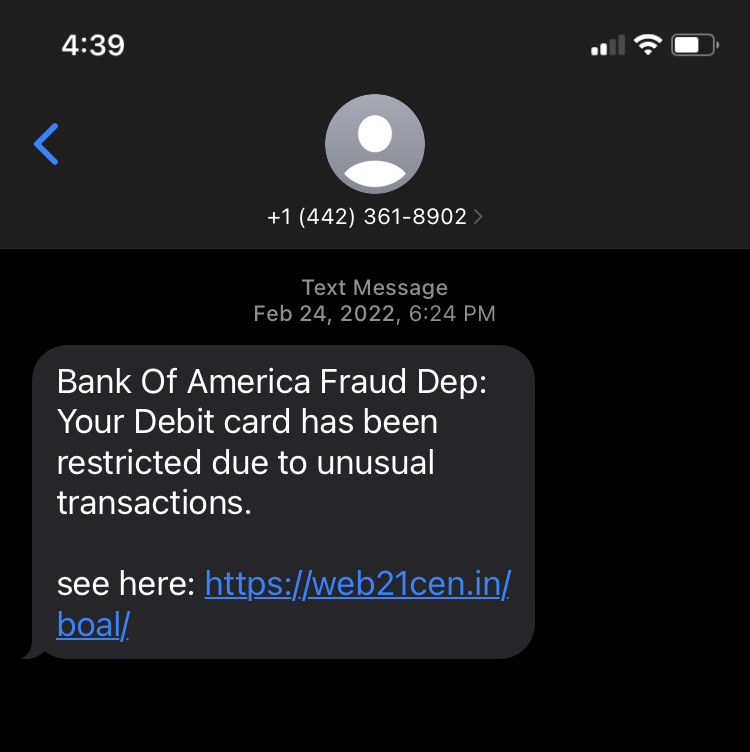 4:39
+1 (442) 361-8902
Text Message
Feb 24, 2022, 6:24 PM
Bank Of America Fraud Dep:
Your Debit card has been
restricted due to unusual
transactions.
see here: https://web21cen.in/
boal/